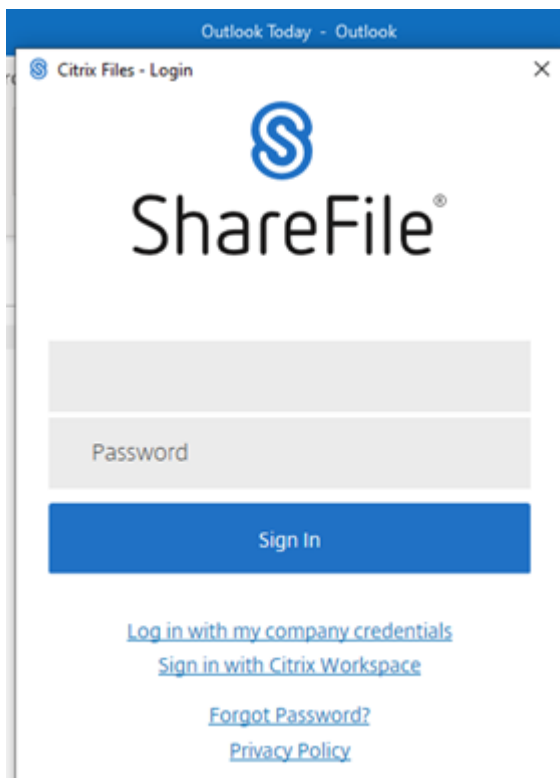 Outlook Today - Outlook
Citrix Files - Login
ShareFile®
Password
Sign In
Log in with my company credentials
Sign in with Citrix Workspace
Forgot Password?
Privacy Policy